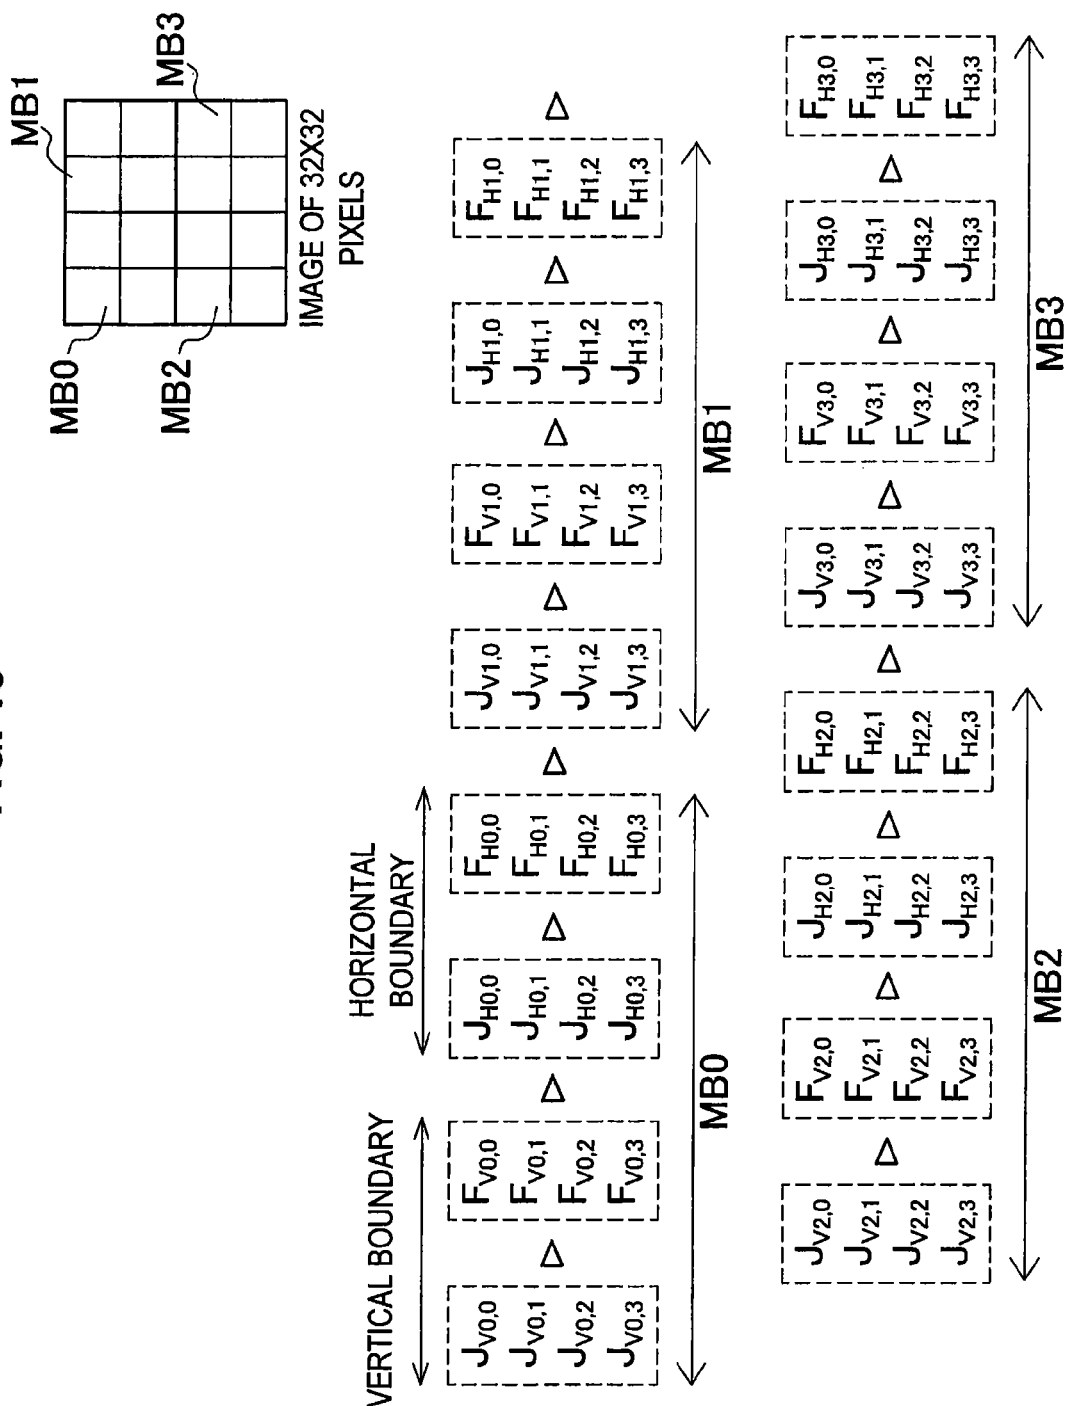 MB1
MB0
MB3
MB2
IMAGE OF 32X32
PIXELS
HORIZONTAL
VERTICAL BOUNDARY BOUNDARY
JV0,0 FV0,0 JH0,0 FH0,0 JV1,0 FV1,0 JH1,0 FH1,0
JV0,1 FV0,1 JH0,1 FH0,1 JV1,1 FV1,1 JH1,1 FH1,1
JV0,2 FV0,2 JH0,2 FH0,2 JV1,2 FV1,2 JH1,2 FH1,2
JV0,3 FV0,3 JH0,3 FH0,3 JV1,3 FV1,3 JH1,3 FH1,3
MB0 MB1
JV2,0 FV2,0 JH2,0 FH2,0 JV3,0 FV3,0 JH3,0 FH3,0
JV2,1 FV2,1 JH2,1 FH2,1 JV3,1 FV3,1 JH3,1 FH3,1
JV2,2 FV2,2 JH2,2 FH2,2 JV3,2 FV3,2 JH3,2 FH3,2
JV2,3 FV2,3 JH2,3 FH2,3 JV3,3 FV3,3 JH3,3 FH3,3
MB2 MB3